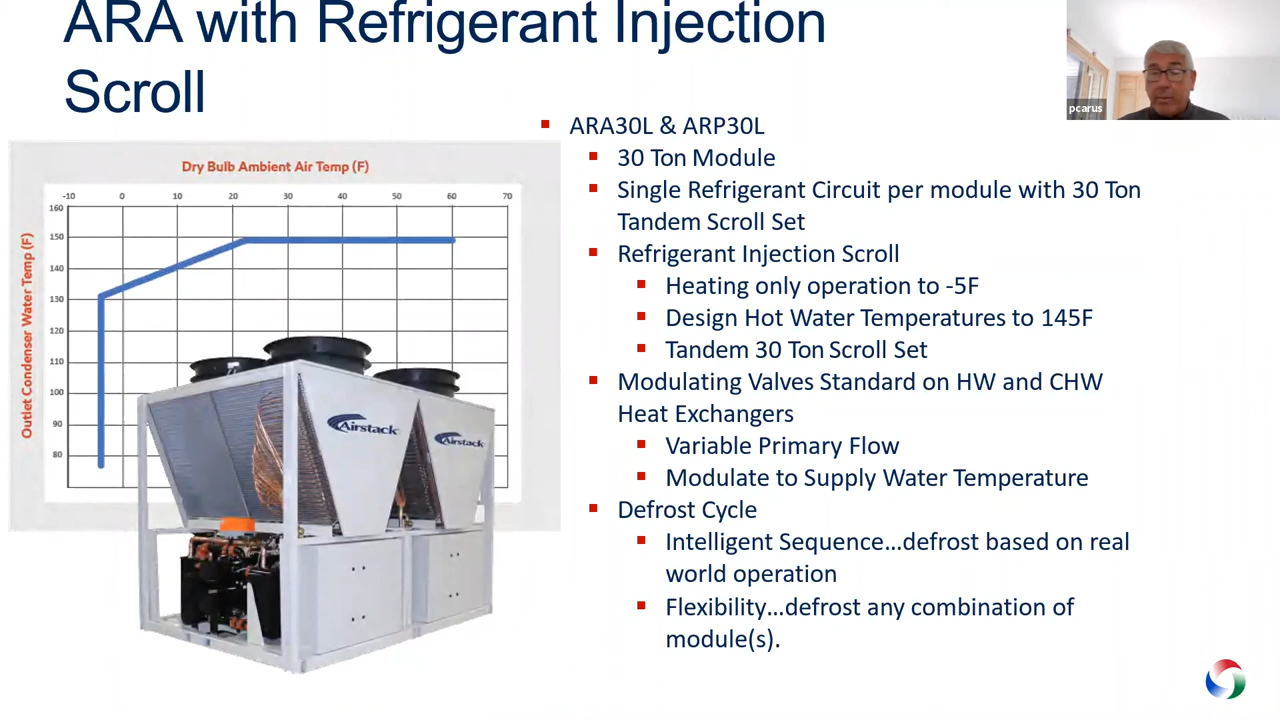 ARA with Refrigerant Injection
Scroll
pcarus
ARA30L & ARP30L
30 Ton Module
Single Refrigerant Circuit per module with 30 Ton
Tandem Scroll Set
Refrigerant Injection Scroll
Heating only operation to -5F
Design Hot Water Temperatures to 145F
Tandem 30 Ton Scroll Set
Modulating Valves Standard on HW and CHW
Heat Exchangers
Variable Primary Flow
Modulate to Supply Water Temperature
Defrost Cycle
Intelligent Sequence...defrost based on real
world operation
Flexibility...defrost any combination of
module(s).
Dry Bulb Ambient Air Temp (F)
-10 0 10 20 30 40 50 60 70
Outlet Condenser Water Temp (F)
160
150
140
130
120
110
100
90
80
Airstack
Airstack